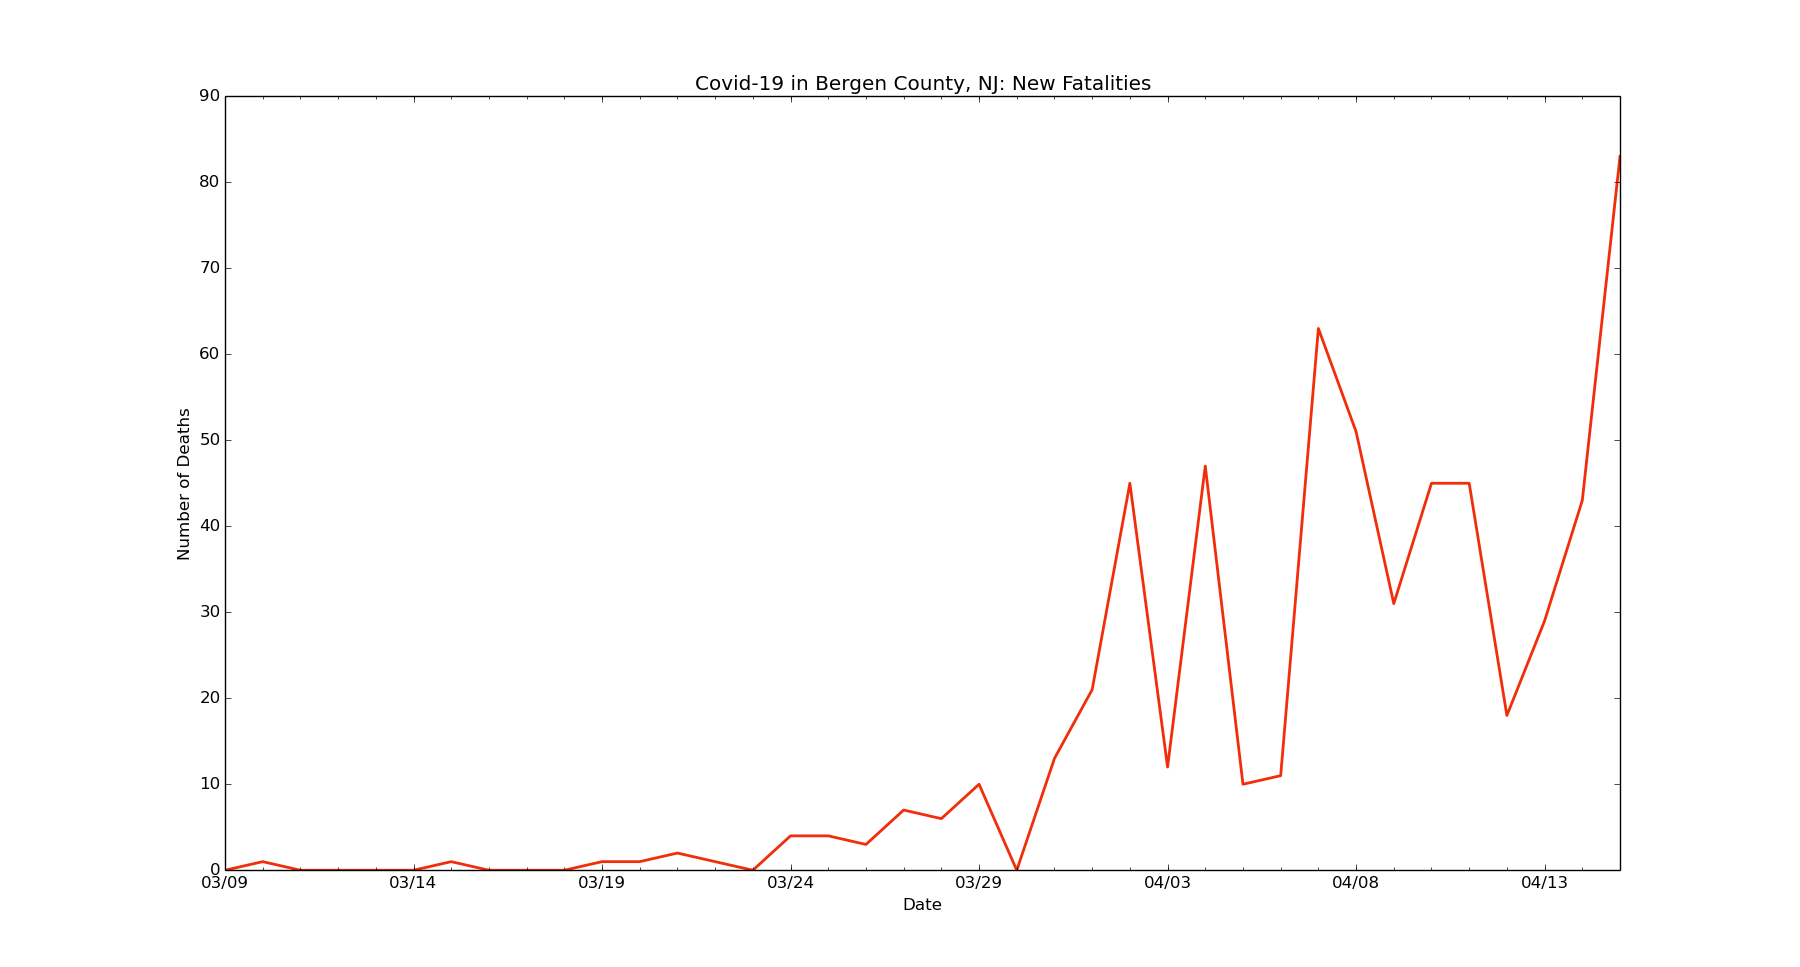 Covid-19 in Bergen County, NJ: New Fatalities
90
80
70
60
50
40
30
20
10
0
Number of Deaths
03/09 03/14 03/19 03/24 03/29 04/03 04/08 04/13
Date